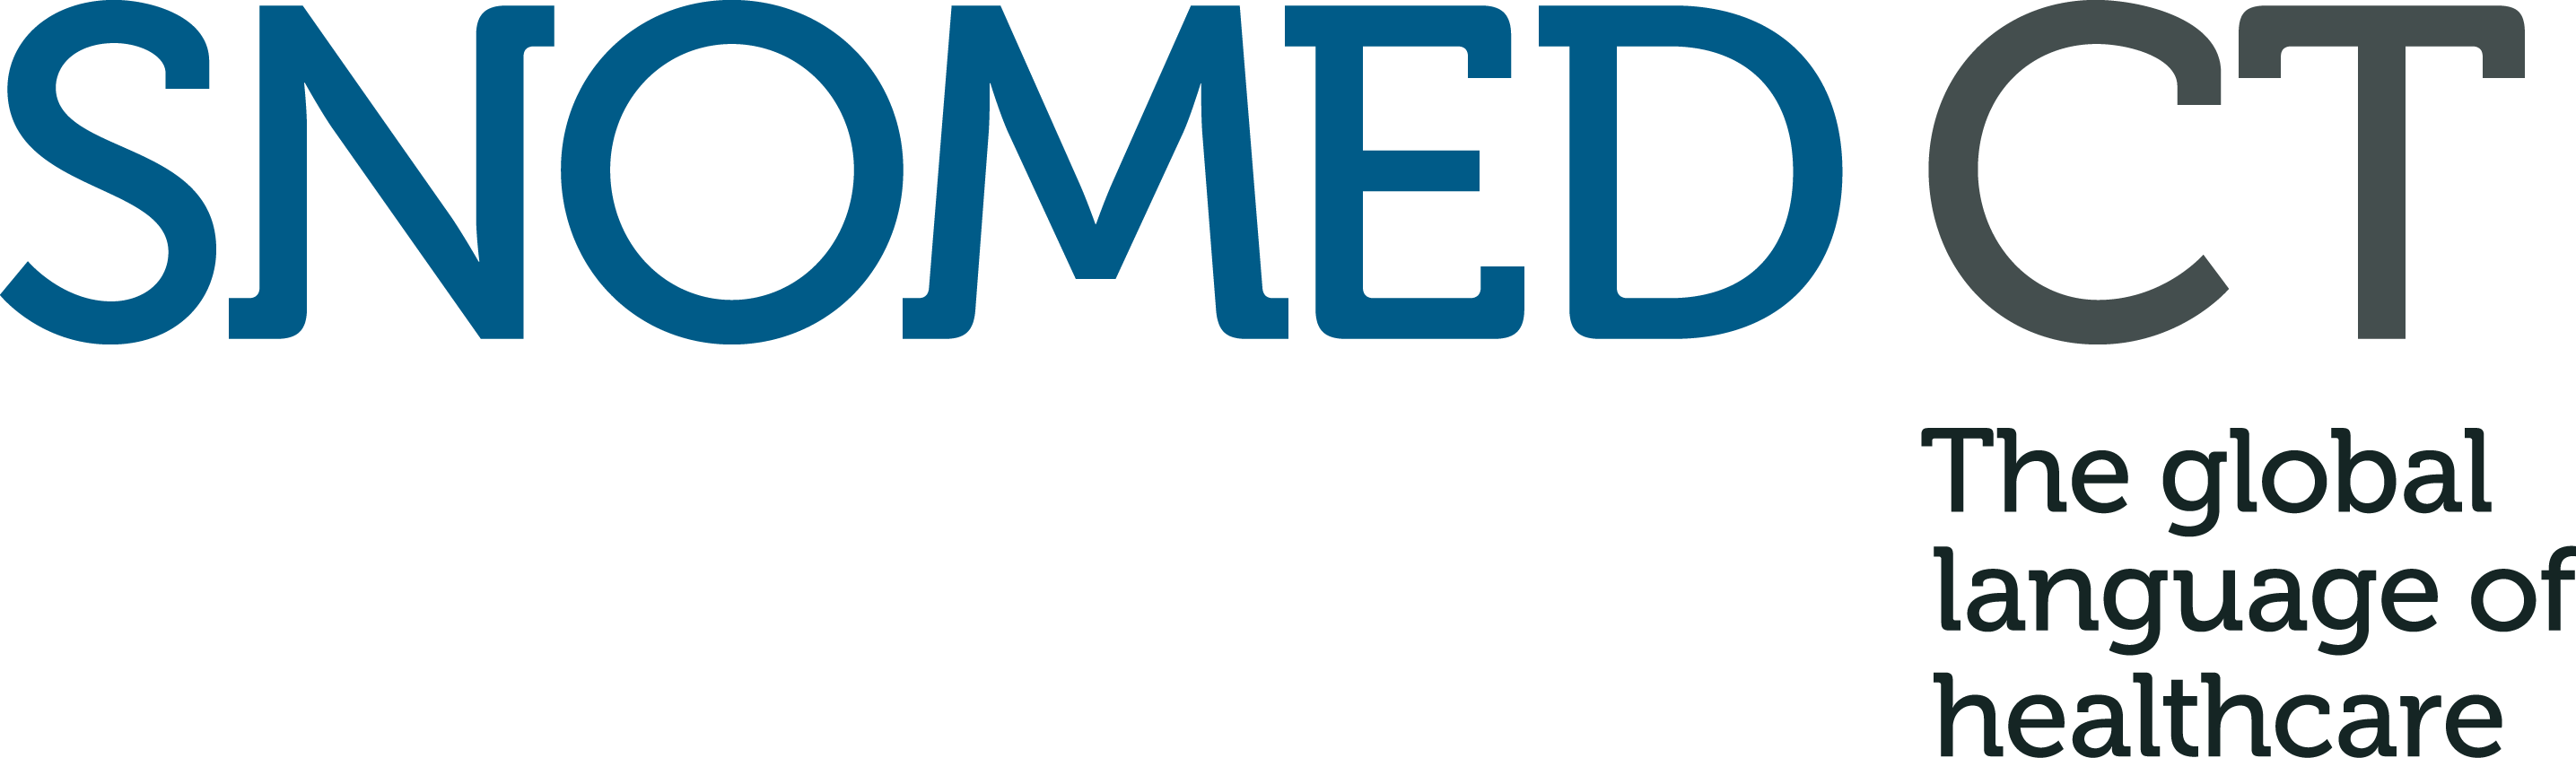 SNOMED CT
The global
language of
healthcare